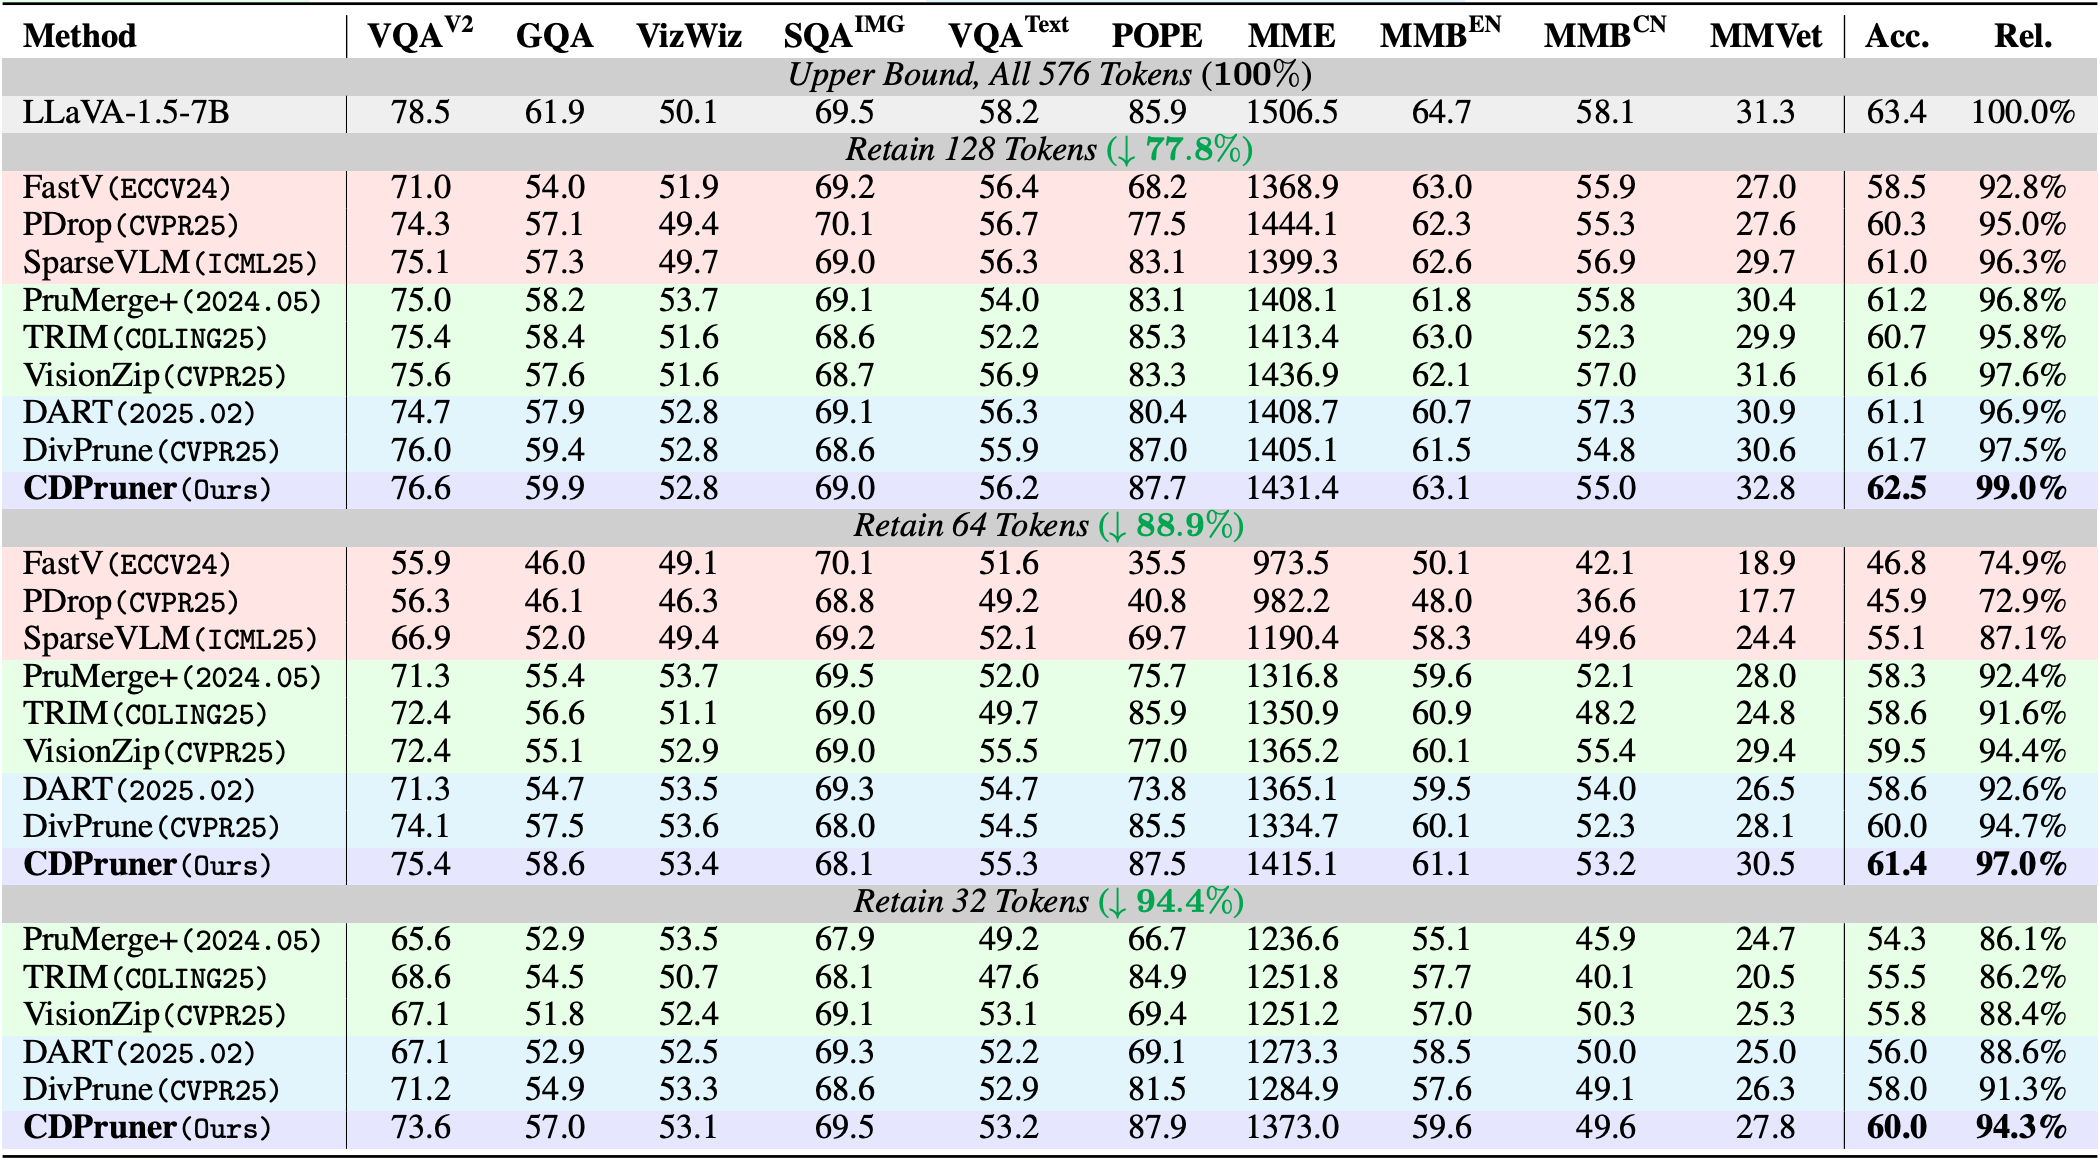 Method VQA^V2 GQA VizWiz SQA^IMG VQA^Text POPE MME MMB^EN MMB^CN MMVet Acc. Rel.
Upper Bound, All 576 Tokens (100%)
LLaVA-1.5-7B 78.5 61.9 50.1 69.5 58.2 85.9 1506.5 64.7 58.1 31.3 63.4 100.0%
Retain 128 Tokens (↓ 77.8%)
FastV(ECCV24) 71.0 54.0 51.9 69.2 56.4 68.2 1368.9 63.0 55.9 27.0 58.5 92.8%
PDrop(CVPR25) 74.3 57.1 49.4 70.1 56.7 77.5 1444.1 62.3 55.3 27.6 60.3 95.0%
SparseVLM(ICML25) 75.1 57.3 49.7 69.0 56.3 83.1 1399.3 62.6 56.9 29.7 61.0 96.3%
PruMerge+(2024.05) 75.0 58.2 53.7 69.1 54.0 83.1 1408.1 61.8 55.8 30.4 61.2 96.8%
TRIM(COLING25) 75.4 58.4 51.6 68.6 52.2 85.3 1413.4 63.0 52.3 29.9 60.7 95.8%
VisionZip(CVPR25) 75.6 57.6 51.6 68.7 56.9 83.3 1436.9 62.1 57.0 31.6 61.6 97.6%
DART(2025.02) 74.7 57.9 52.8 69.1 56.3 80.4 1408.7 60.7 57.3 30.9 61.1 96.9%
DivPrune(CVPR25) 76.0 59.4 52.8 68.6 55.9 87.0 1405.1 61.5 54.8 30.6 61.7 97.5%
CDPruner(Ours) 76.6 59.9 52.8 69.0 56.2 87.7 1431.4 63.1 55.0 32.8 62.5 99.0%
Retain 64 Tokens (↓ 88.9%)
FastV(ECCV24) 55.9 46.0 49.1 70.1 51.6 35.5 973.5 50.1 42.1 18.9 46.8 74.9%
PDrop(CVPR25) 56.3 46.1 46.3 68.8 49.2 40.8 982.2 48.0 36.6 17.7 45.9 72.9%
SparseVLM(ICML25) 66.9 52.0 49.4 69.2 52.1 69.7 1190.4 58.3 49.6 24.4 55.1 87.1%
PruMerge+(2024.05) 71.3 55.4 53.7 69.5 52.0 75.7 1316.8 59.6 52.1 28.0 58.3 92.4%
TRIM(COLING25) 72.4 56.6 51.1 69.0 49.7 85.9 1350.9 60.9 48.2 24.8 58.6 91.6%
VisionZip(CVPR25) 72.4 55.1 52.9 69.0 55.5 77.0 1365.2 60.1 55.4 29.4 59.5 94.4%
DART(2025.02) 71.3 54.7 53.5 69.3 54.7 73.8 1365.1 59.5 54.0 26.5 58.6 92.6%
DivPrune(CVPR25) 74.1 57.5 53.6 68.0 54.5 85.5 1334.7 60.1 52.3 28.1 60.0 94.7%
CDPruner(Ours) 75.4 58.6 53.4 68.1 55.3 87.5 1415.1 61.1 53.2 30.5 61.4 97.0%
Retain 32 Tokens (↓ 94.4%)
PruMerge+(2024.05) 65.6 52.9 53.5 67.9 49.2 66.7 1236.6 55.1 45.9 24.7 54.3 86.1%
TRIM(COLING25) 68.6 54.5 50.7 68.1 47.6 84.9 1251.8 57.7 40.1 20.5 55.5 86.2%
VisionZip(CVPR25) 67.1 51.8 52.4 69.1 53.1 69.4 1251.2 57.0 50.3 25.3 55.8 88.4%
DART(2025.02) 67.1 52.9 52.5 69.3 52.2 69.1 1273.3 58.5 50.0 25.0 56.0 88.6%
DivPrune(CVPR25) 71.2 54.9 53.3 68.6 52.9 81.5 1284.9 57.6 49.1 26.3 58.0 91.3%
CDPruner(Ours) 73.6 57.0 53.1 69.5 53.2 87.9 1373.0 59.6 49.6 27.8 60.0 94.3%